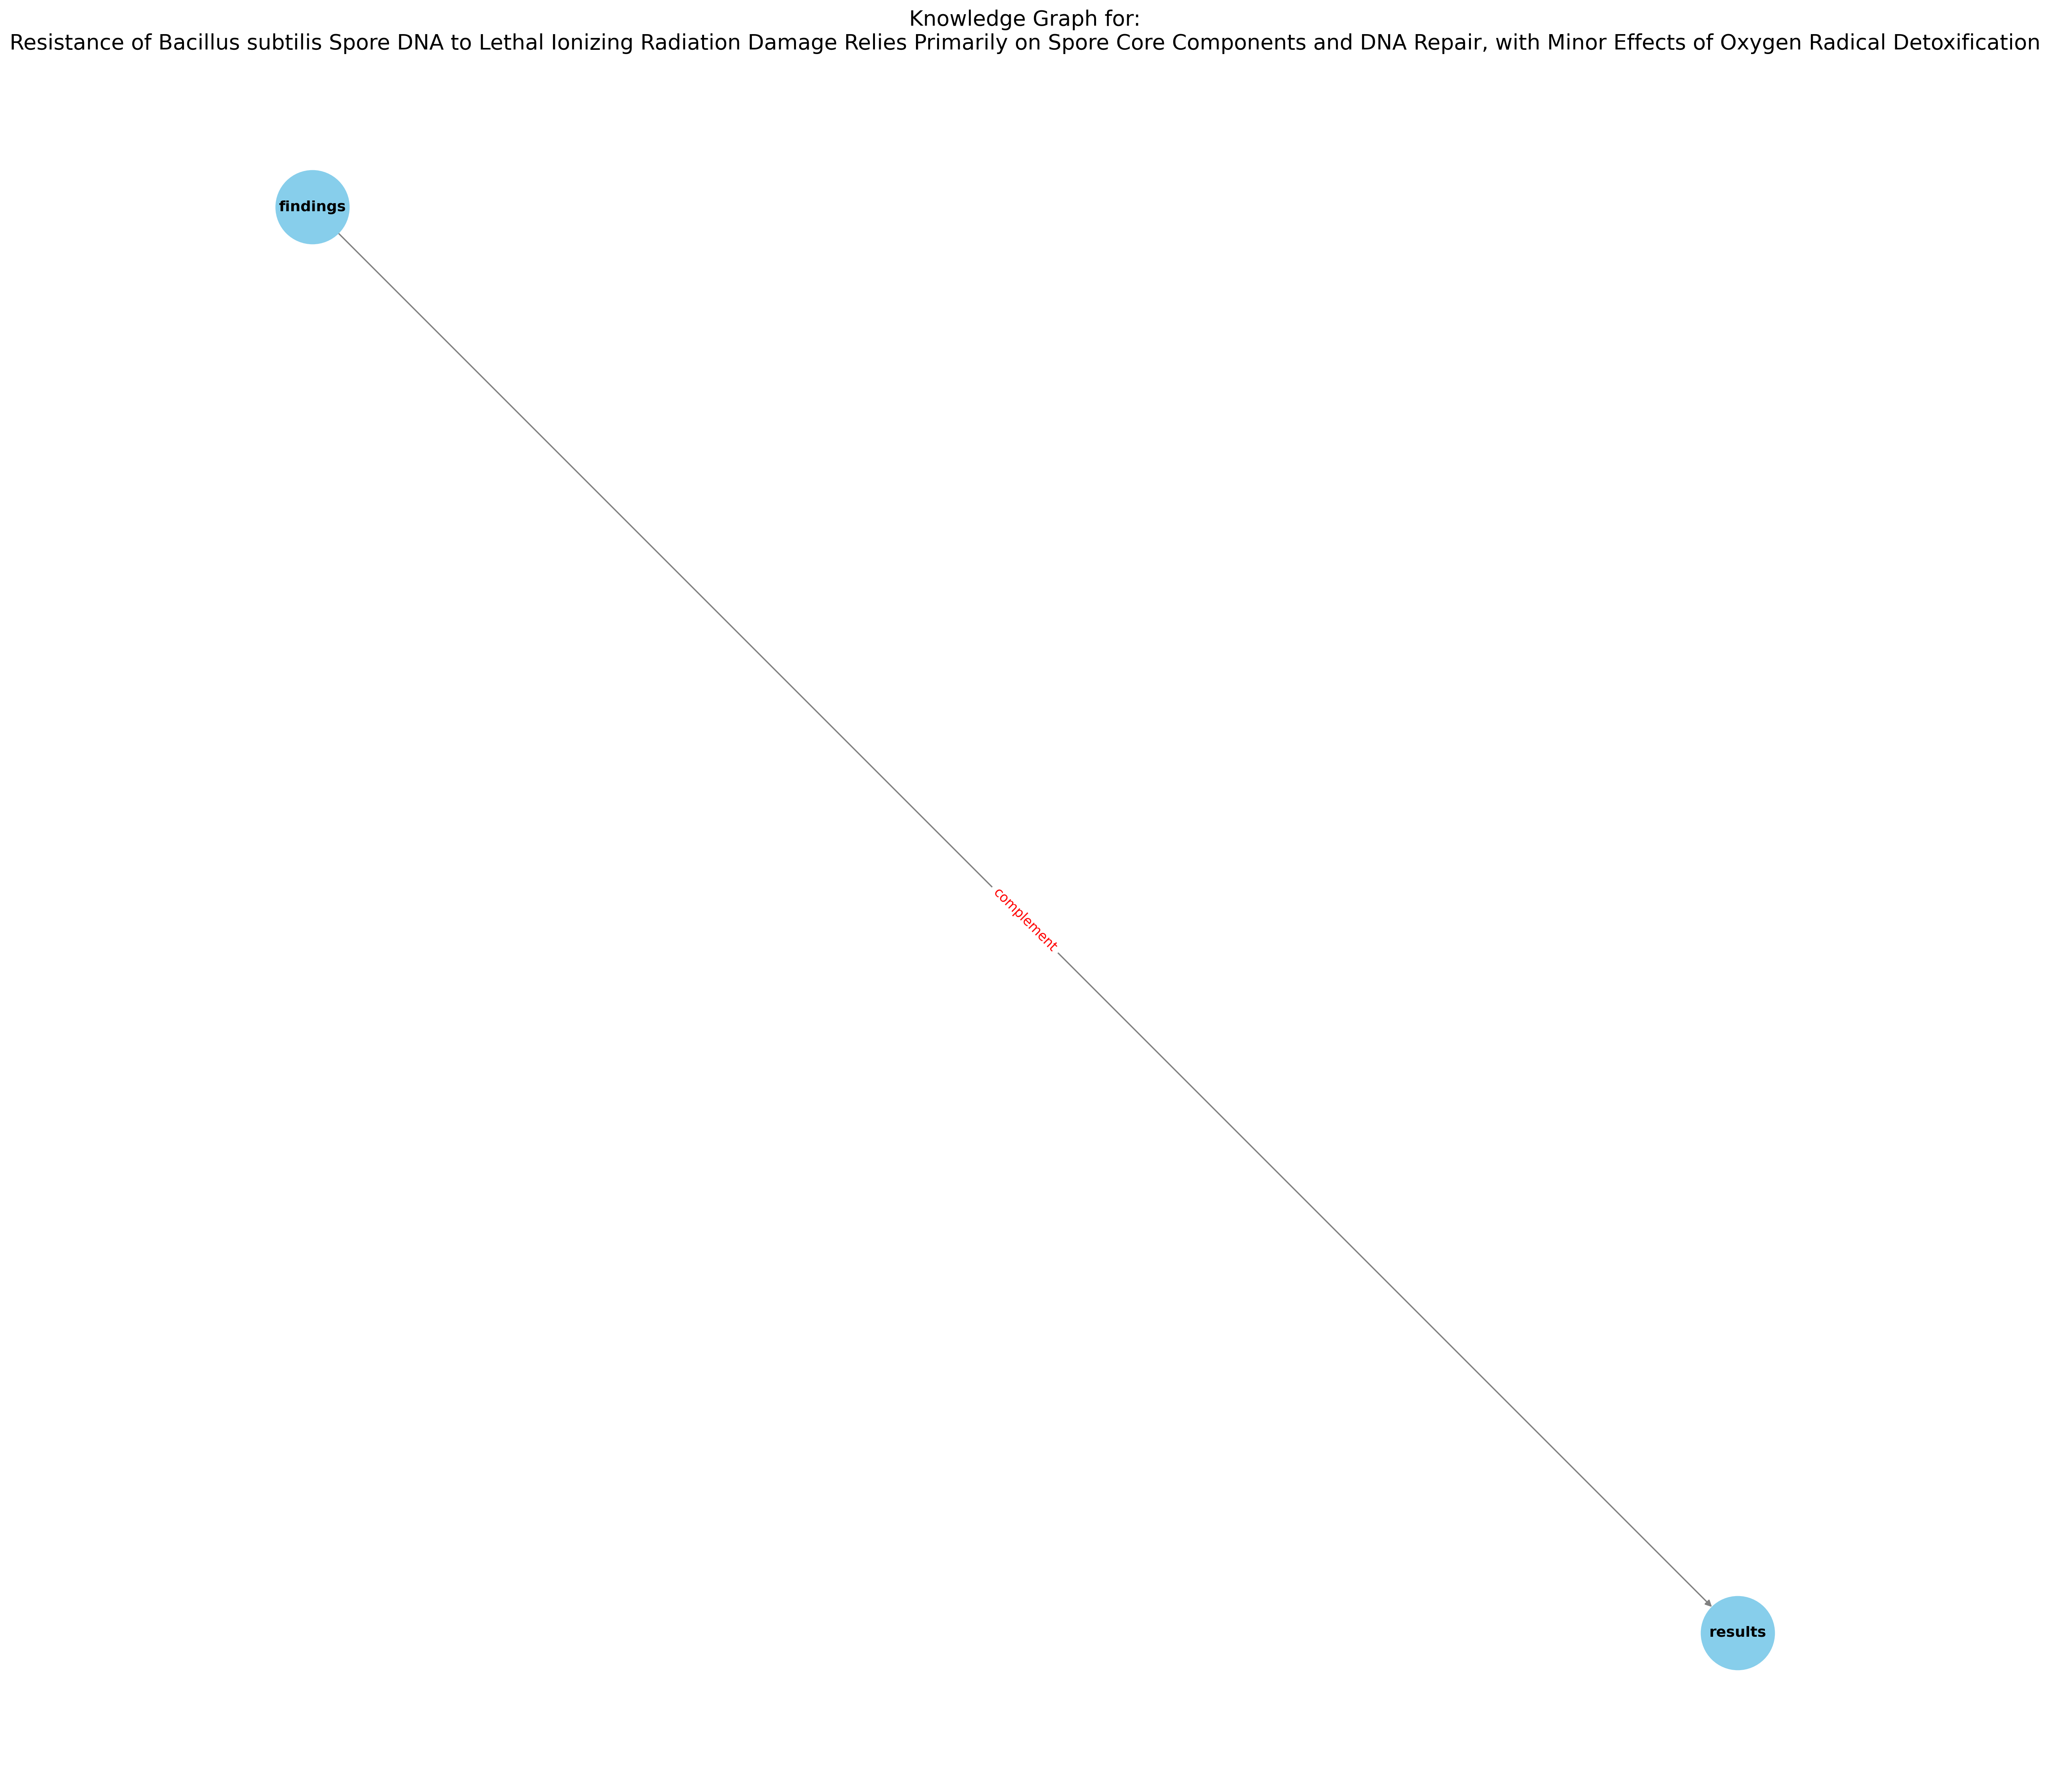 Knowledge Graph for:
Resistance of Bacillus subtilis Spore DNA to Lethal Ionizing Radiation Damage Relies Primarily on Spore Core Components and DNA Repair, with Minor Effects of Oxygen Radical Detoxification
findings
complement
results